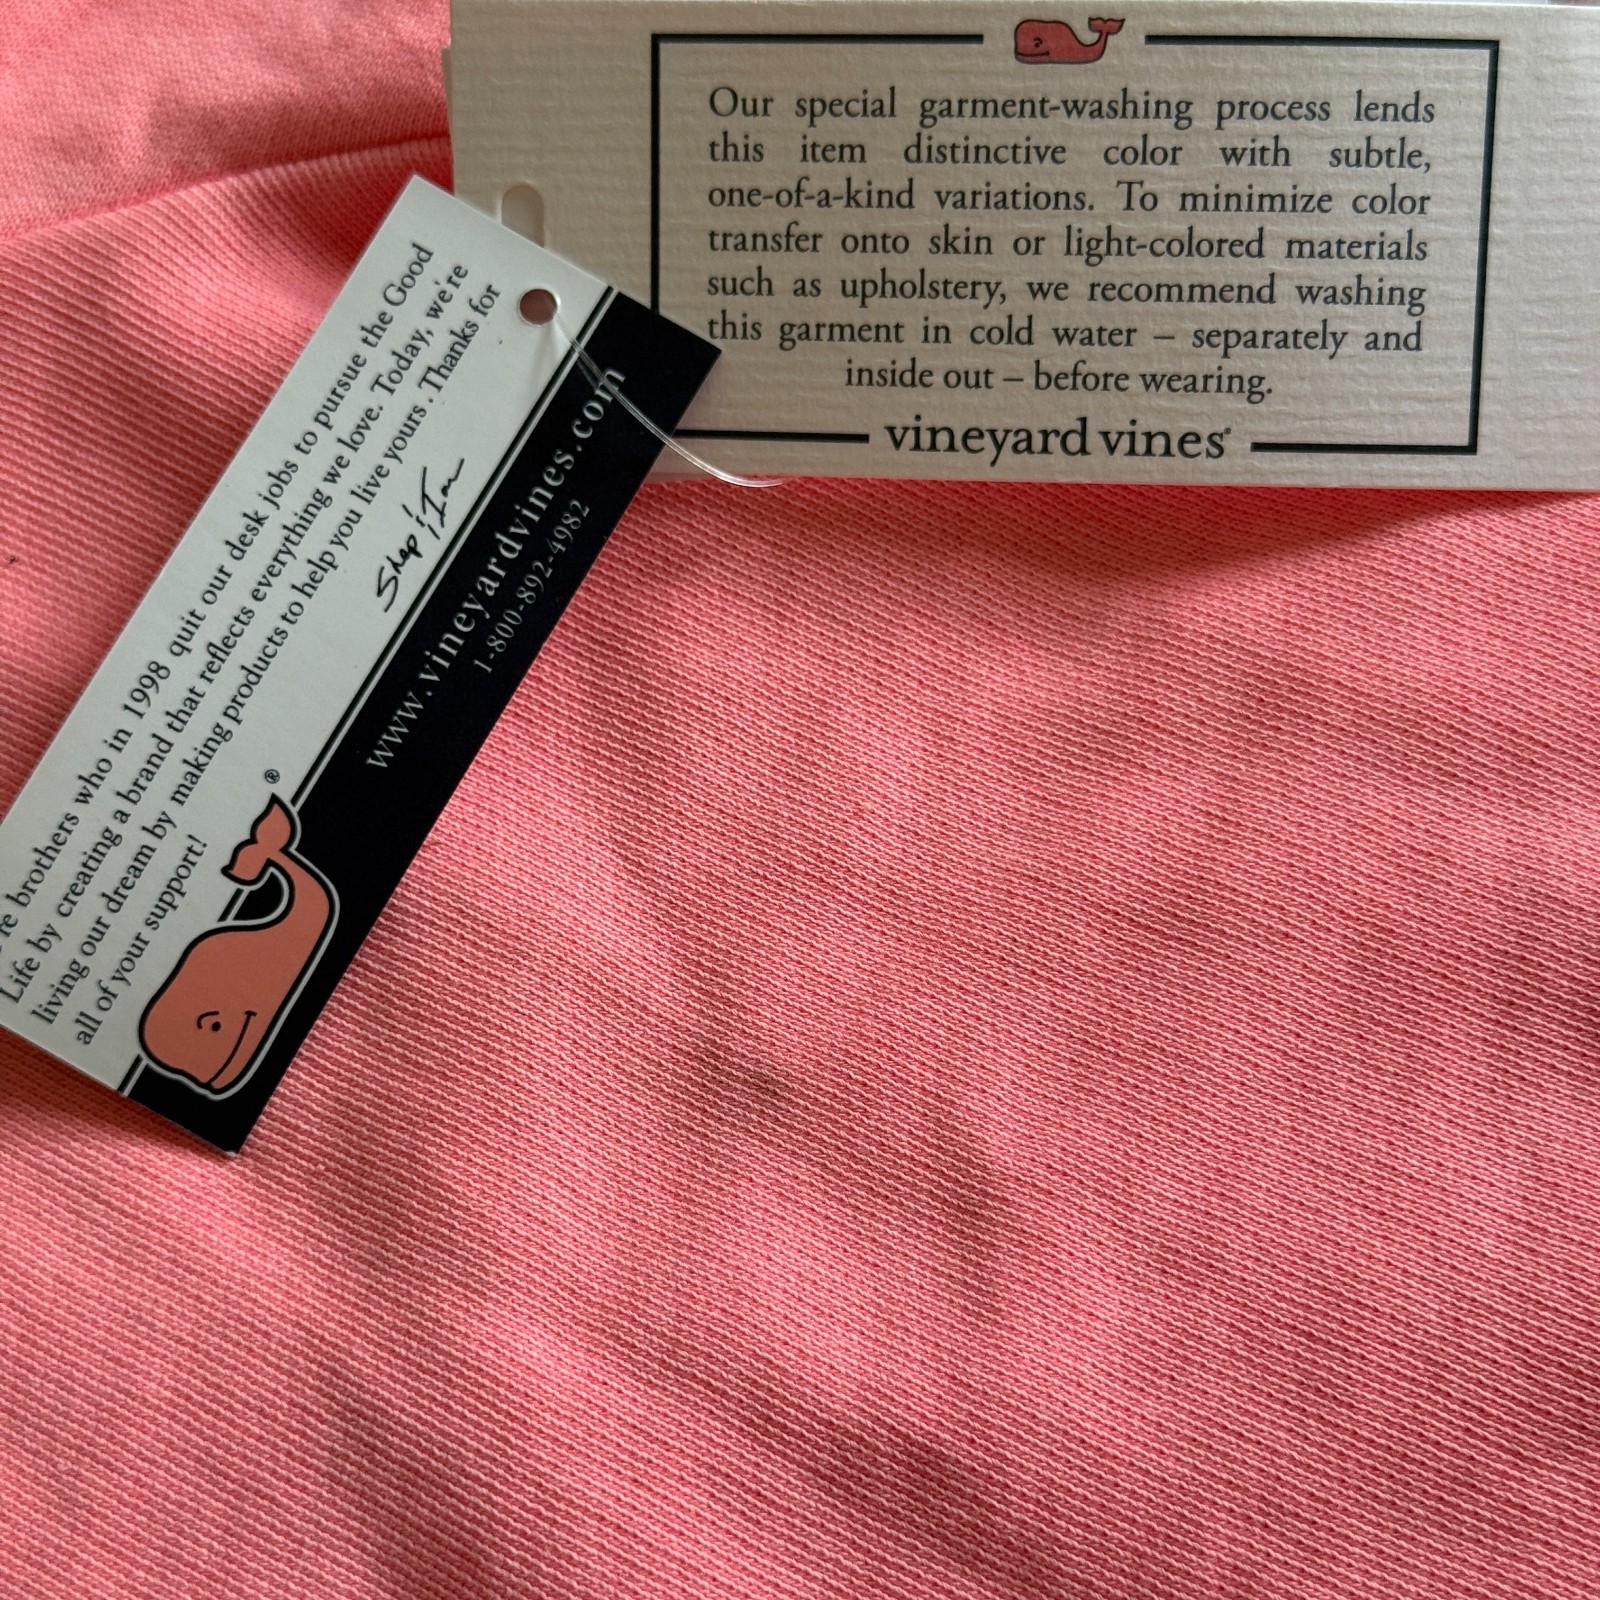 Our special garment-washing process lends
this item distinctive color with subtle,
one-of-a-kind variations. To minimize color
transfer onto skin or light-colored materials
such as upholstery, we recommend washing
this garment in cold water – separately and
inside out – before wearing.
vineyard vines®
brothers who in 1998 quit our desk jobs to pursue the Good
Life by creating a brand that reflects everything we love. Today, we're
living our dream by making products to help you live yours . Thanks for
all of your support!
Shep & Ian
®
www.vineyardvines.com
1-800-892-4982